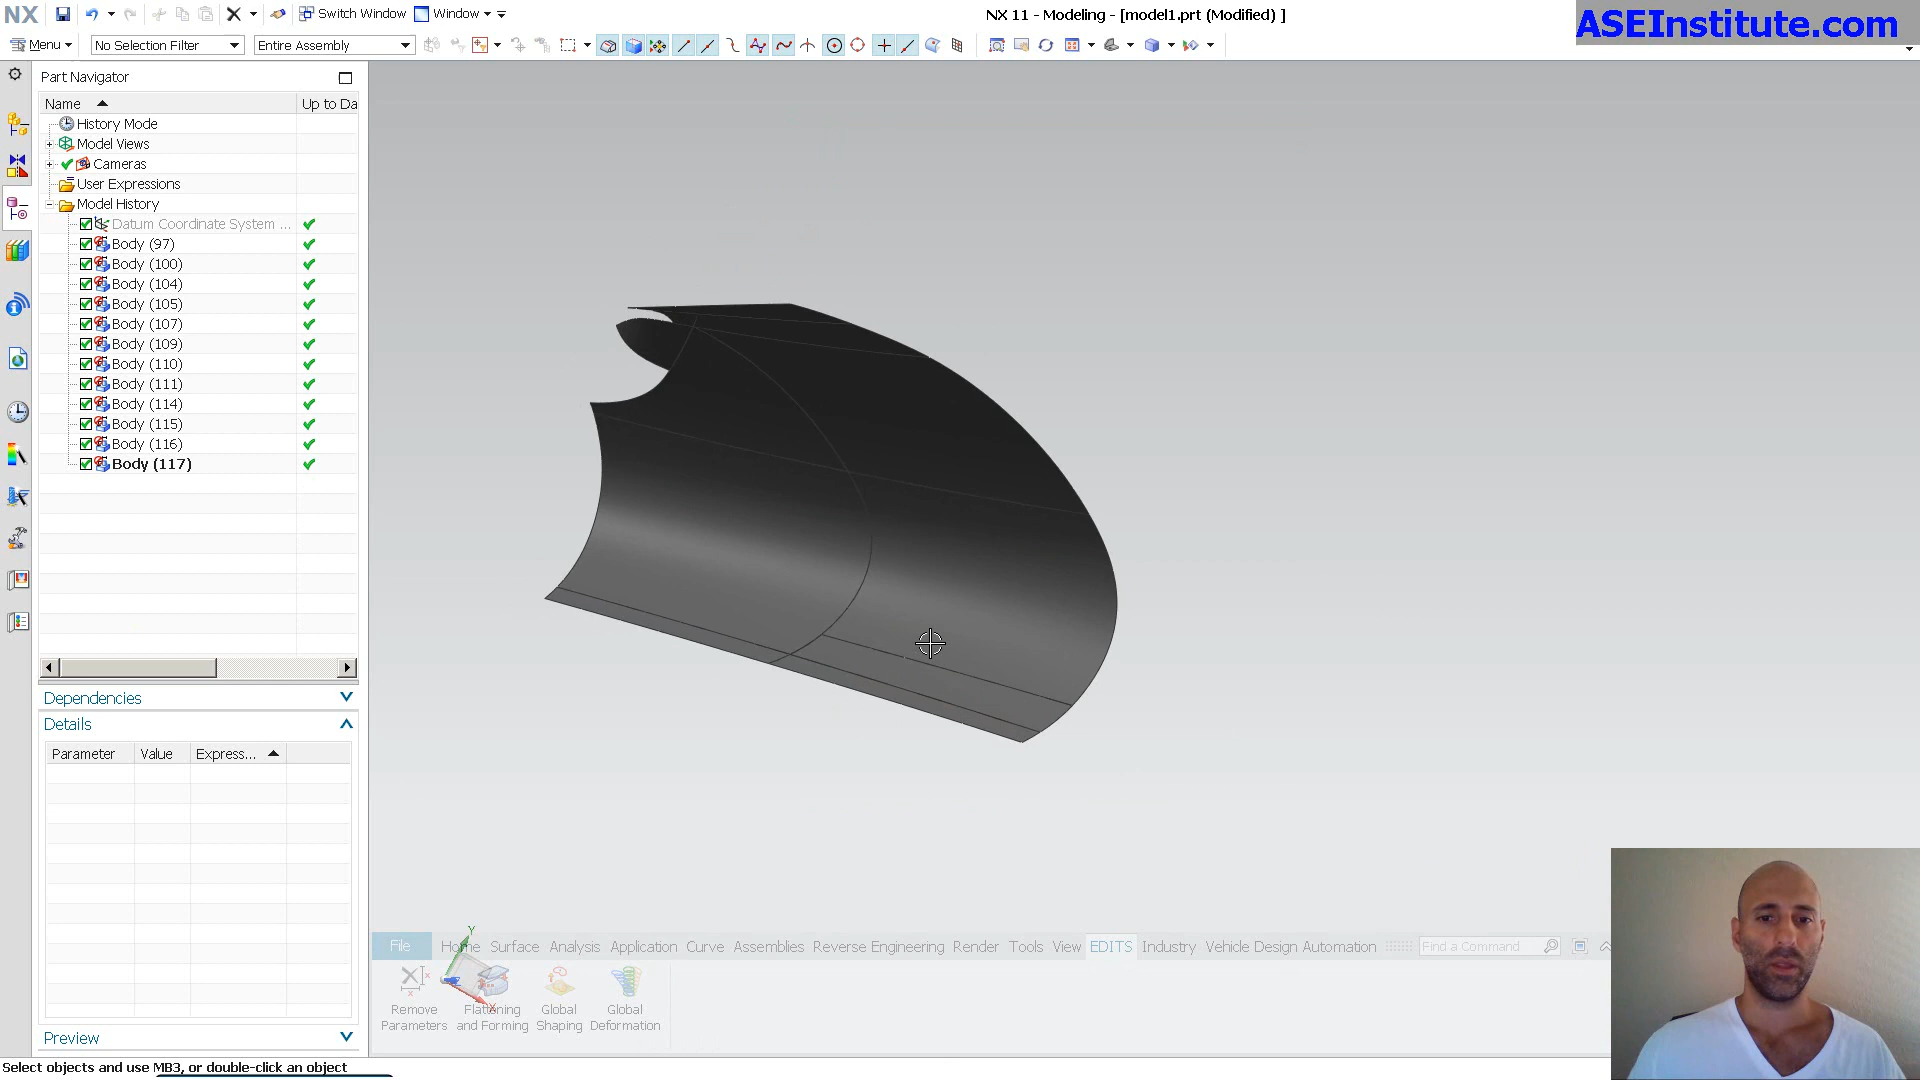 NX
Switch Window
Window
NX 11 - Modeling - [model1.prt (Modified) ]
ASEInstitute.com
Menu
No Selection Filter
Entire Assembly
Part Navigator
Name
Up to Da
History Mode
Model Views
Cameras
User Expressions
Model History
Datum Coordinate System ...
Body (97)
Body (100)
Body (104)
Body (105)
Body (107)
Body (109)
Body (110)
Body (111)
Body (114)
Body (115)
Body (116)
Body (117)
Dependencies
Details
Parameter Value Express...
Preview
Select objects and use MB3, or double-click an object
Y
X
File Home Surface Analysis Application Curve Assemblies Reverse Engineering Render Tools View EDITS Industry Vehicle Design Automation Find a Command
Remove Parameters
Flattening and Forming
Global Shaping
Global Deformation